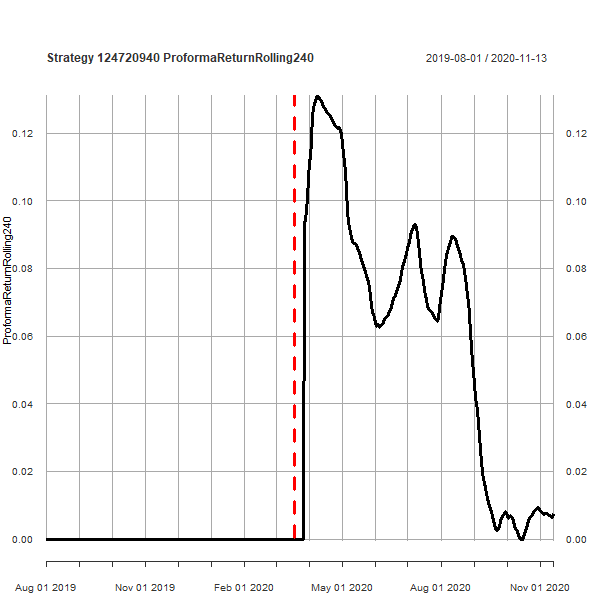 Strategy 124720940 ProformaReturnRolling240
2019-08-01 / 2020-11-13
ProformaReturnRolling240
0.12 0.12
0.10 0.10
0.08 0.08
0.06 0.06
0.04 0.04
0.02 0.02
0.00 0.00
Aug 01 2019 Nov 01 2019 Feb 01 2020 May 01 2020 Aug 01 2020 Nov 01 2020